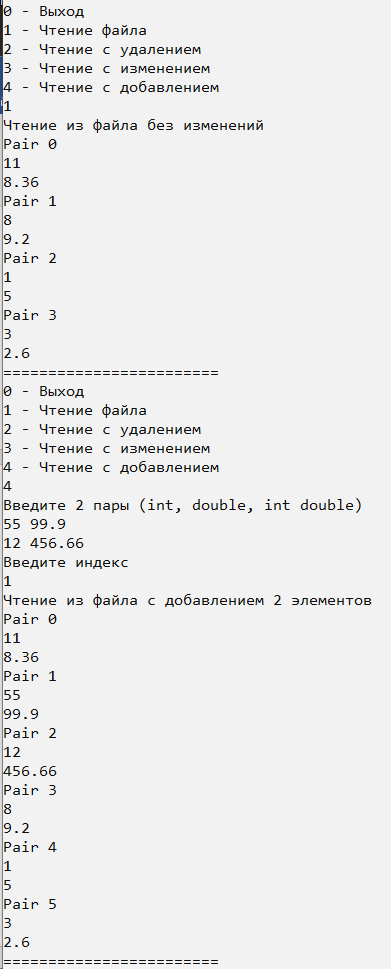 0 - Выход
1 - Чтение файла
2 - Чтение с удалением
3 - Чтение с изменением
4 - Чтение с добавлением
1
Чтение из файла без изменений
Pair 0
11
8.36
Pair 1
8
9.2
Pair 2
1
5
Pair 3
3
2.6
========================
0 - Выход
1 - Чтение файла
2 - Чтение с удалением
3 - Чтение с изменением
4 - Чтение с добавлением
4
Введите 2 пары (int, double, int double)
55 99.9
12 456.66
Введите индекс
1
Чтение из файла с добавлением 2 элементов
Pair 0
11
8.36
Pair 1
55
99.9
Pair 2
12
456.66
Pair 3
8
9.2
Pair 4
1
5
Pair 5
3
2.6
========================